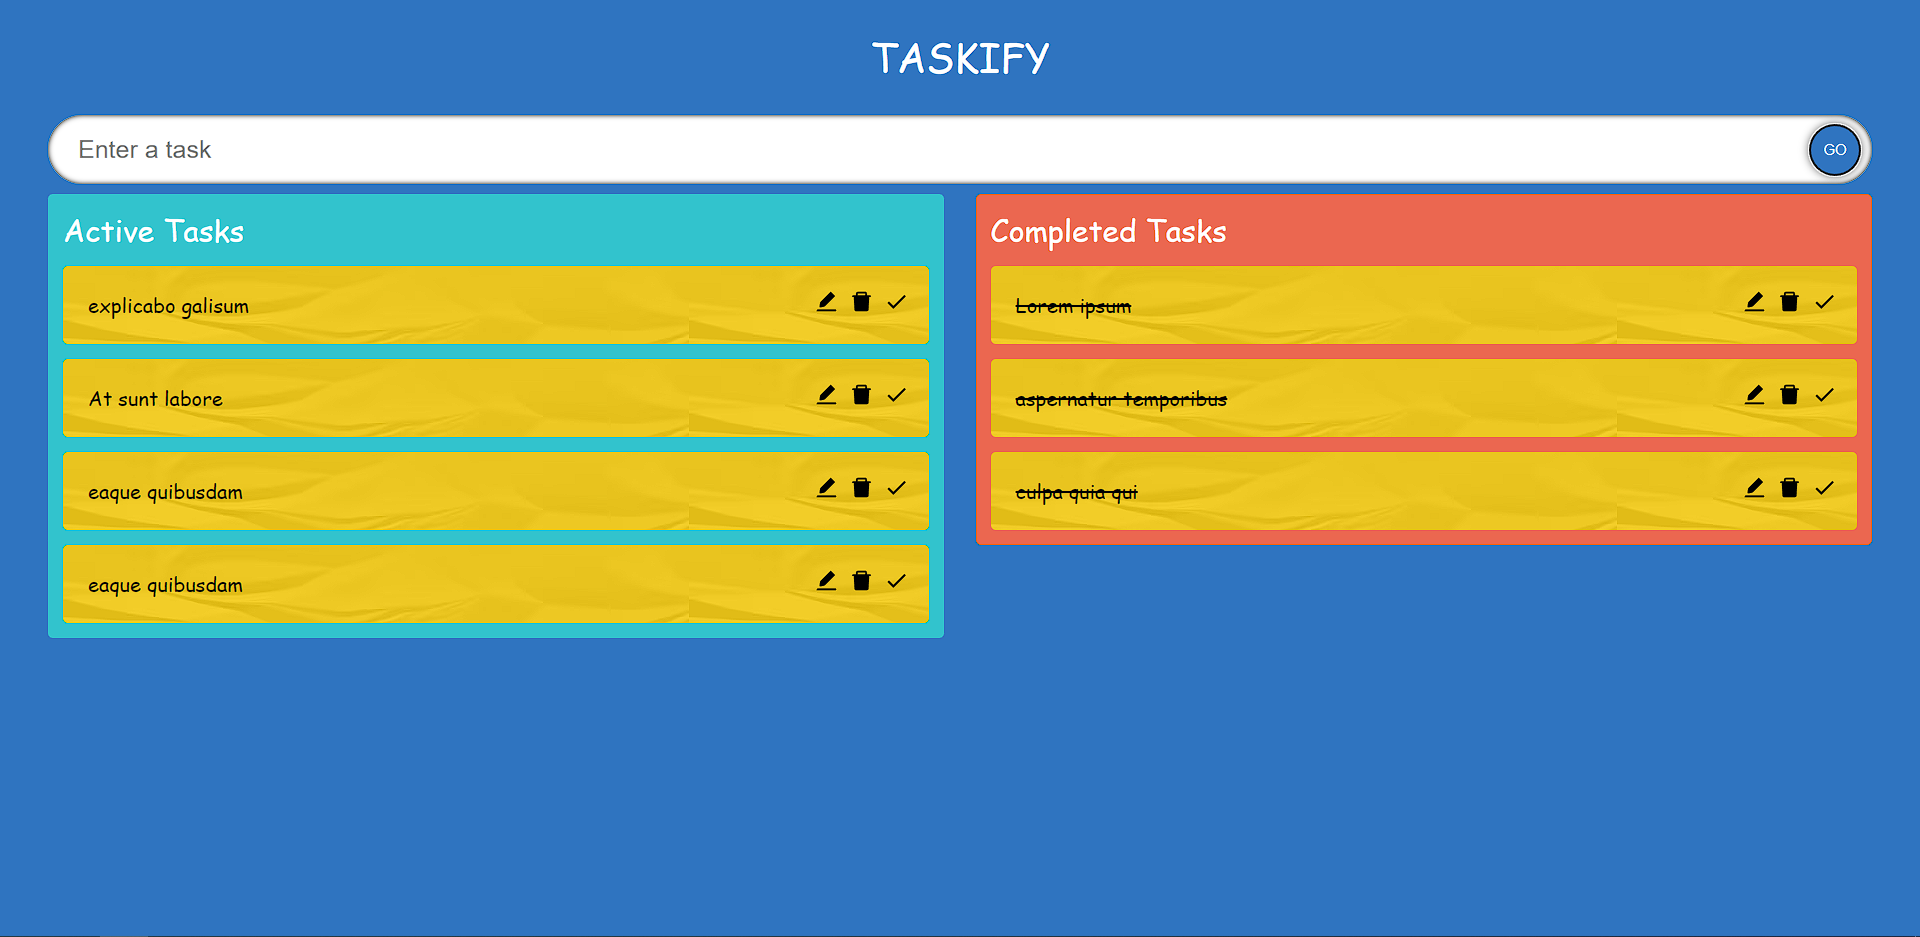 TASKIFY
Enter a task
GO
Active Tasks
explicabo galisum
At sunt labore
eaque quibusdam
eaque quibusdam
Completed Tasks
Lorem ipsum
aspernatur temporibus
culpa quia qui